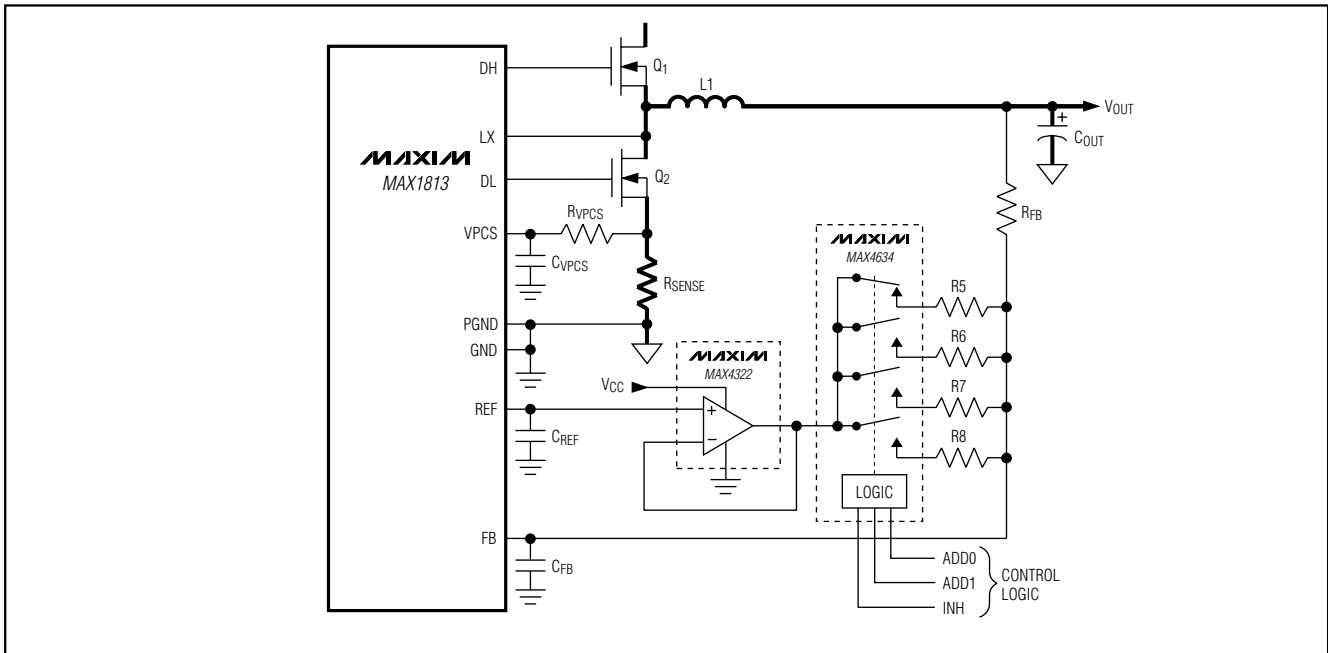 DH
Q1
L1
VOUT
LX
+
COUT
MAXIM
MAX1813
DL
Q2
RFB
RVPCS
VPCS
CVPCS
MAXIM
MAX4634
RSENSE
R5
PGND
R6
GND
MAXIM
MAX4322
VCC
R7
REF
+
−
CREF
R8
LOGIC
FB
CFB
ADD0
ADD1
INH
CONTROL
LOGIC